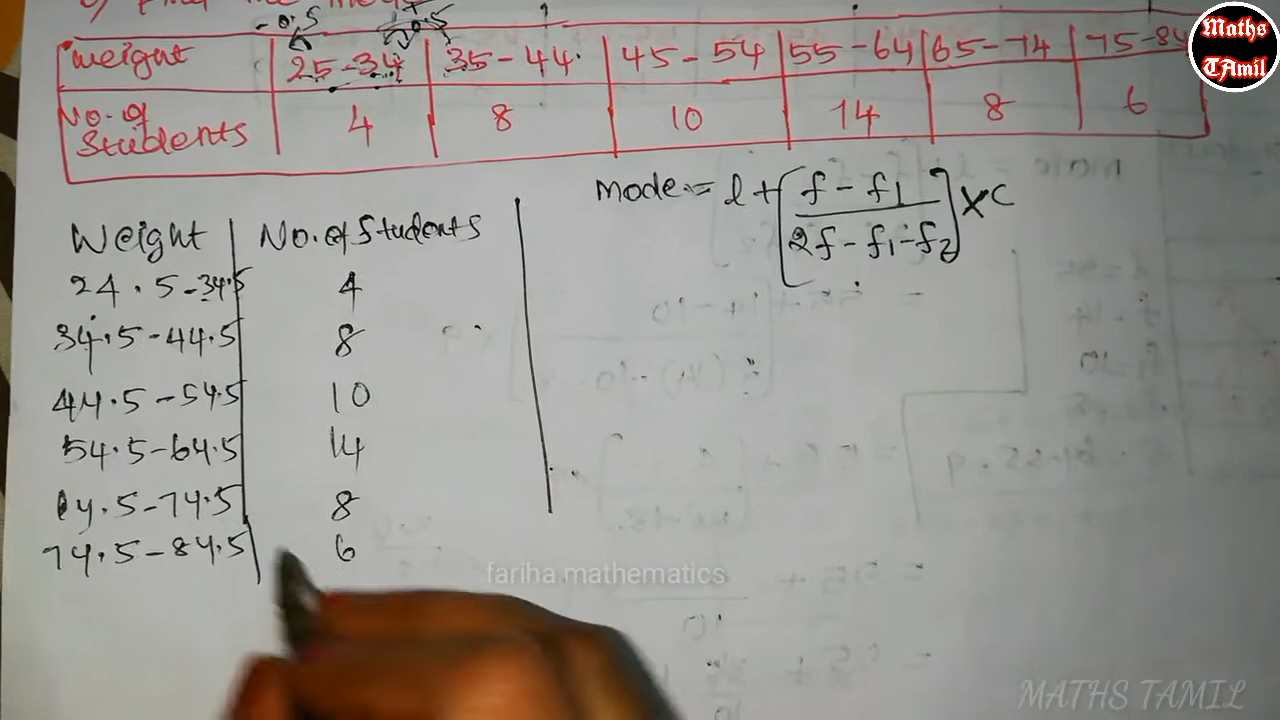 - 0.5 + 0.5
Weight 25-34 35-44 45-54 55-64 65-74 75-84
No. of Students 4 8 10 14 8 6
Mode = l + [f - f1 / 2f - f1 - f2] x c
Weight No. of Students
24.5-34.5 4
34.5-44.5 8
44.5-54.5 10
54.5-64.5 14
64.5-74.5 8
74.5-84.5 6
fariha mathematics
MATHS TAMIL
Maths TAmil